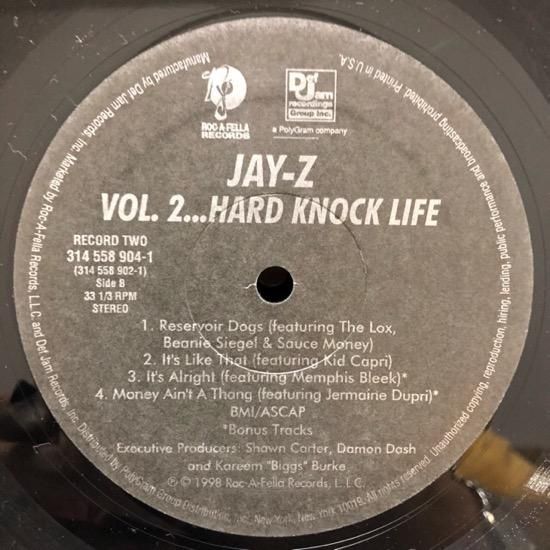 ROC-A-FELLA
RECORDS
Def
Jam
recordings
Group Inc.
a PolyGram company
JAY-Z
VOL. 2...HARD KNOCK LIFE
RECORD TWO
314 558 904-1
(314 558 902-1)
Side B
33 1/3 RPM
STEREO
1. Reservoir Dogs (featuring The Lox,
Beanie Siegel & Sauce Money)
2. It's Like That (featuring Kid Capri)
3. It's Alright (featuring Memphis Bleek)*
4. Money Ain't A Thang (featuring Jermaine Dupri)*
BMI/ASCAP
*Bonus Tracks
Executive Producers: Shawn Carter, Damon Dash
and Kareem "Biggs" Burke
℗ © 1998 Roc-A-Fella Records, L.L.C.
Manufactured by Def Jam Records, Inc. Marketed by Roc-A-Fella Records, L.L.C. and Def Jam Records, Inc. Distributed by PolyGram Group Distribution, Inc., New York, New York 10019. All rights reserved. Unauthorized copying, reproduction, hiring, lending, public performance and broadcasting prohibited. Printed in U.S.A.